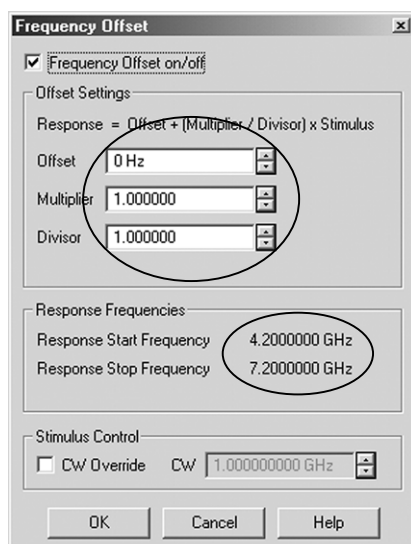 Frequency Offset
Frequency Offset on/off
Offset Settings
Response = Offset + (Multiplier / Divisor) x Stimulus
Offset 0 Hz
Multiplier 1.000000
Divisor 1.000000
Response Frequencies
Response Start Frequency 4.2000000 GHz
Response Stop Frequency 7.2000000 GHz
Stimulus Control
CW Override CW 1.000000000 GHz
OK Cancel Help